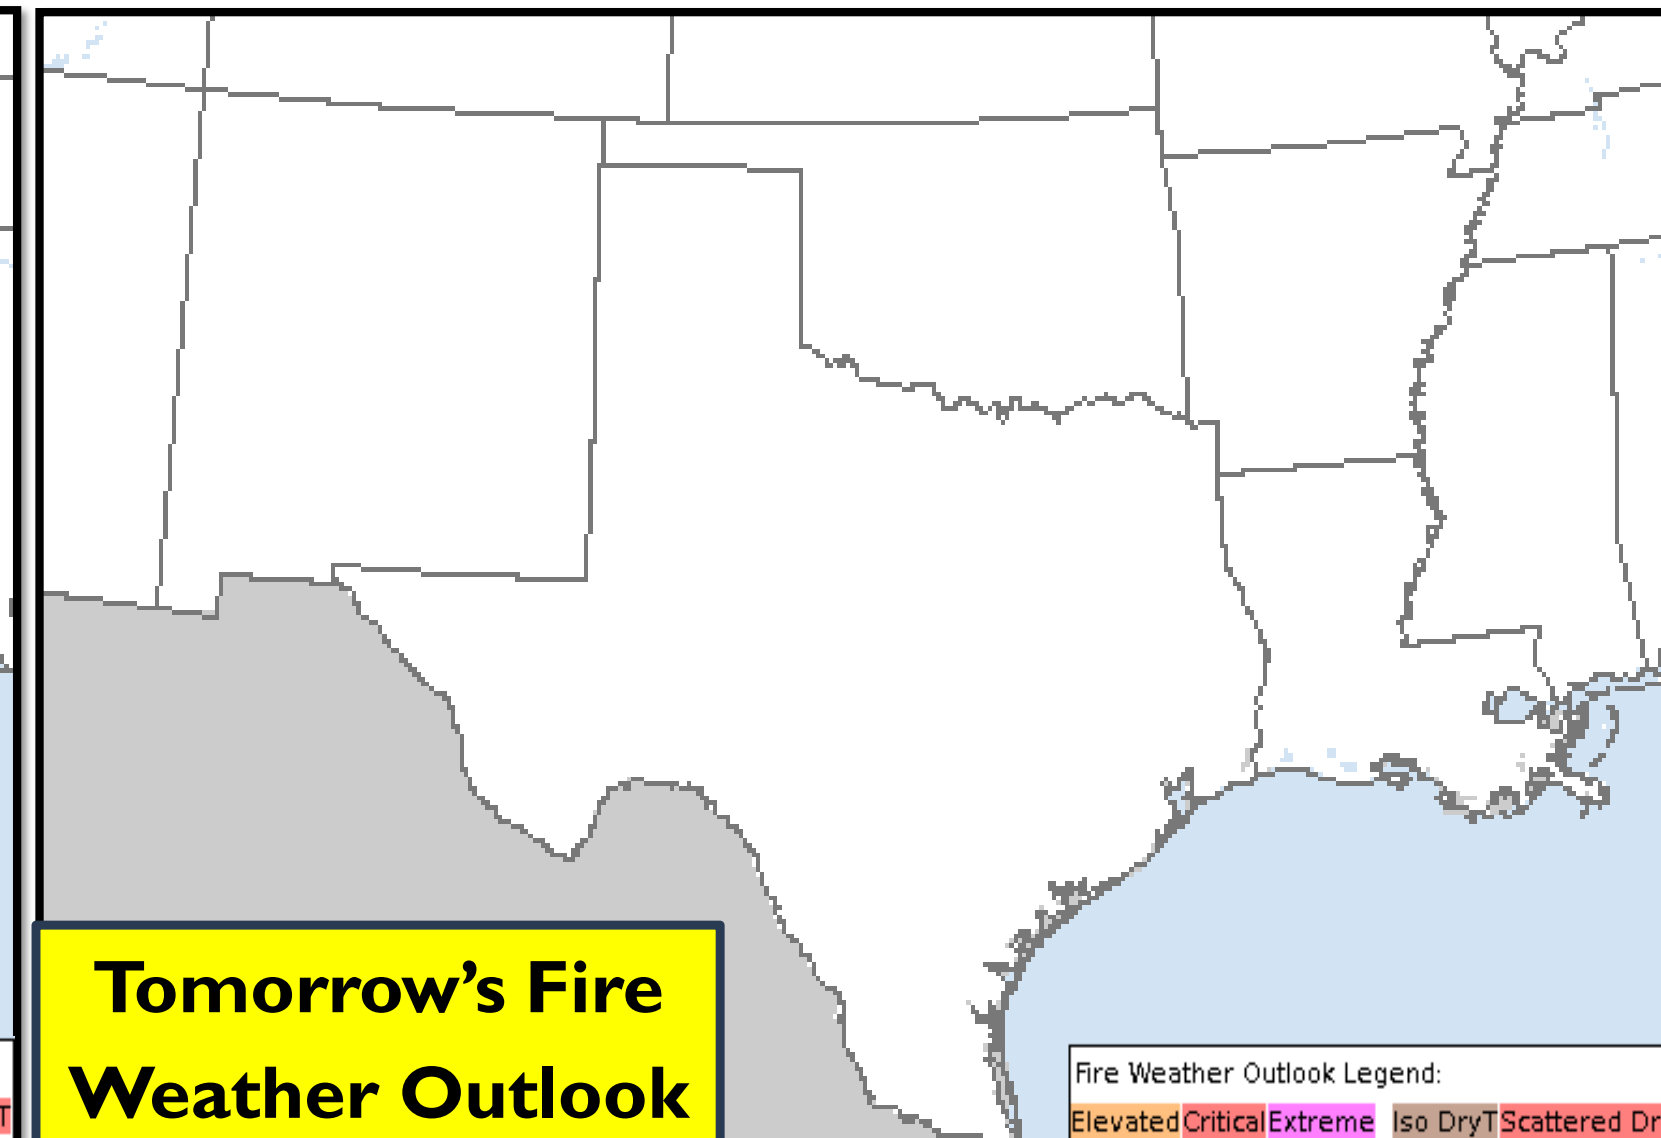 Tomorrow’s Fire
Weather Outlook
Fire Weather Outlook Legend:
Elevated Critical Extreme Iso DryT Scattered